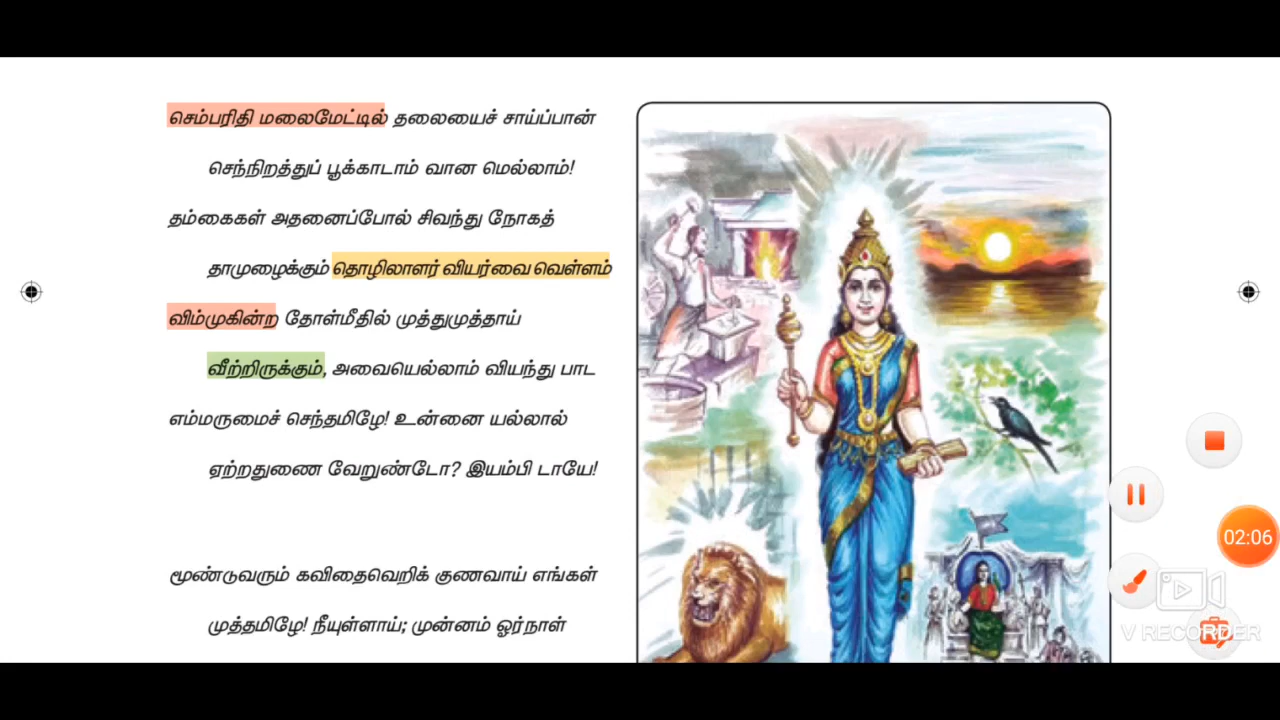 செம்பரிதி மலைமேட்டில் தலையைச் சாய்ப்பான்
செந்நிறத்துப் பூக்காடாம் வான மெல்லாம்!
தம்கைகள் அதனைப்போல் சிவந்து நோகத்
தாமுழைக்கும் தொழிலாளர் வியர்வை வெள்ளம்
விம்முகின்ற தோள்மீதில் முத்துமுத்தாய்
வீற்றிருக்கும், அவையெல்லாம் வியந்து பாட
எம்மருமைச் செந்தமிழே! உன்னை யல்லால்
ஏற்றதுணை வேறுண்டோ? இயம்பி டாயே!
மூண்டுவரும் கவிதைவெறிக் குணவாய் எங்கள்
முத்தமிழே! நீயுள்ளாய்; முன்னம் ஓர்நாள்
02:06
V RECORDER